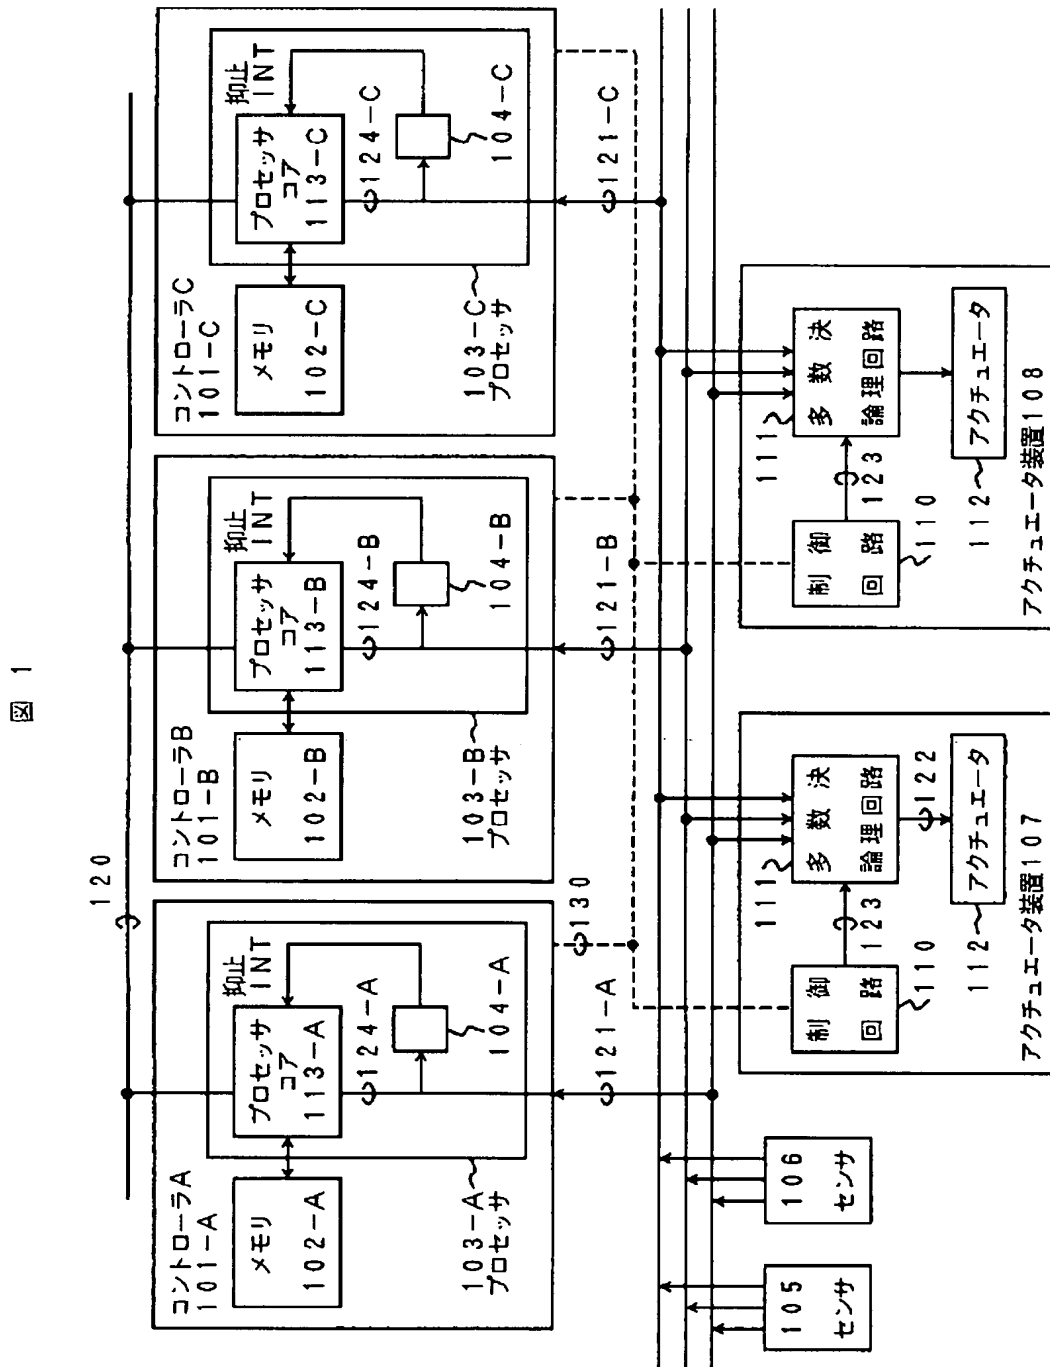 図 1
120
コントローラA
101-A
メモリ
102-A
プロセッサ
コア
113-A
抑止
INT
124-A
104-A
103-A
プロセッサ
コントローラB
101-B
メモリ
102-B
プロセッサ
コア
113-B
抑止
INT
124-B
104-B
103-B
プロセッサ
コントローラC
101-C
メモリ
102-C
プロセッサ
コア
113-C
抑止
INT
124-C
104-C
103-C
プロセッサ
130
121-A
121-B
121-C
105
センサ
106
センサ
制御
回路
110
123
111
多数決
論理回路
122
112
アクチュエータ
アクチュエータ装置107
制御
回路
110
123
111
多数決
論理回路
112
アクチュエータ
アクチュエータ装置108